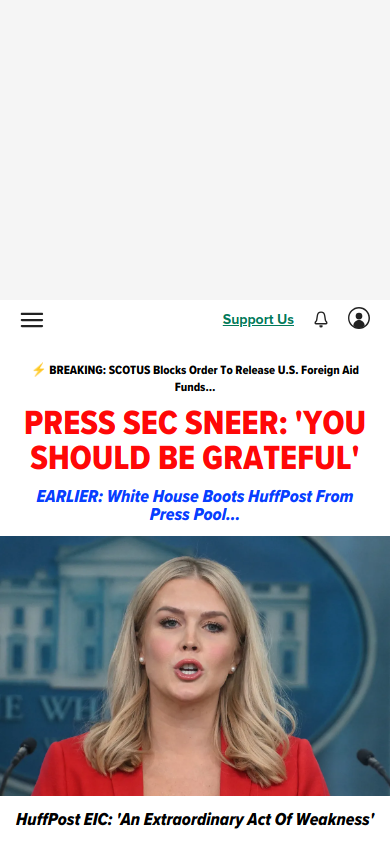 Support Us
⚡ BREAKING: SCOTUS Blocks Order To Release U.S. Foreign Aid
Funds...
PRESS SEC SNEER: 'YOU
SHOULD BE GRATEFUL'
EARLIER: White House Boots HuffPost From
Press Pool...
E WH
HuffPost EIC: 'An Extraordinary Act Of Weakness'